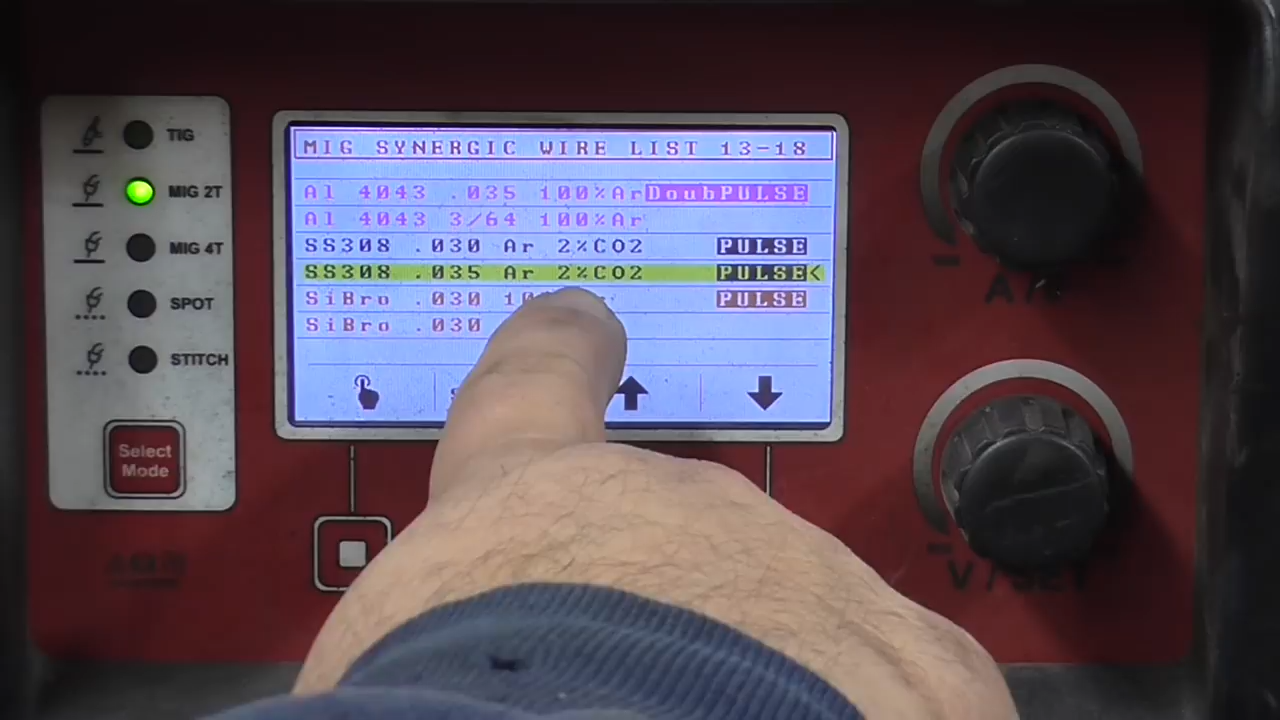 TIG
MIG 2T
MIG 4T
SPOT
STITCH
Select
Mode
MIG SYNERGIC WIRE LIST 13-18
Al 4043 .035 100%Ar DoubPULSE
Al 4043 3/64 100%Ar
SS308 .030 Ar 2%CO2 PULSE
SS308 .035 Ar 2%CO2 PULSE<
SiBro .030 PULSE
SiBro .030
V / SET